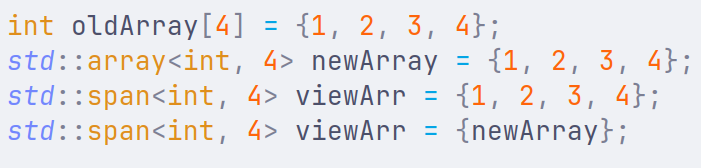 int oldArray[4] = {1, 2, 3, 4};
std::array<int, 4> newArray = {1, 2, 3, 4};
std::span<int, 4> viewArr = {1, 2, 3, 4};
std::span<int, 4> viewArr = {newArray};